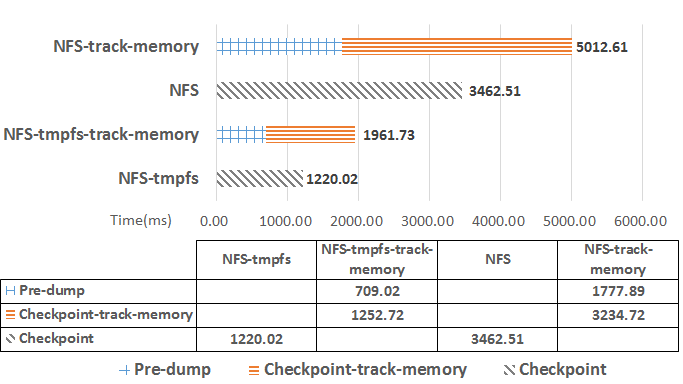 NFS-track-memory 5012.61
NFS 3462.51
NFS-tmpfs-track-memory 1961.73
NFS-tmpfs 1220.02
Time(ms) 0.00 1000.00 2000.00 3000.00 4000.00 5000.00 6000.00
NFS-tmpfs NFS-tmpfs-track-memory NFS NFS-track-memory
Pre-dump 709.02 1777.89
Checkpoint-track-memory 1252.72 3234.72
Checkpoint 1220.02 3462.51
Pre-dump Checkpoint-track-memory Checkpoint